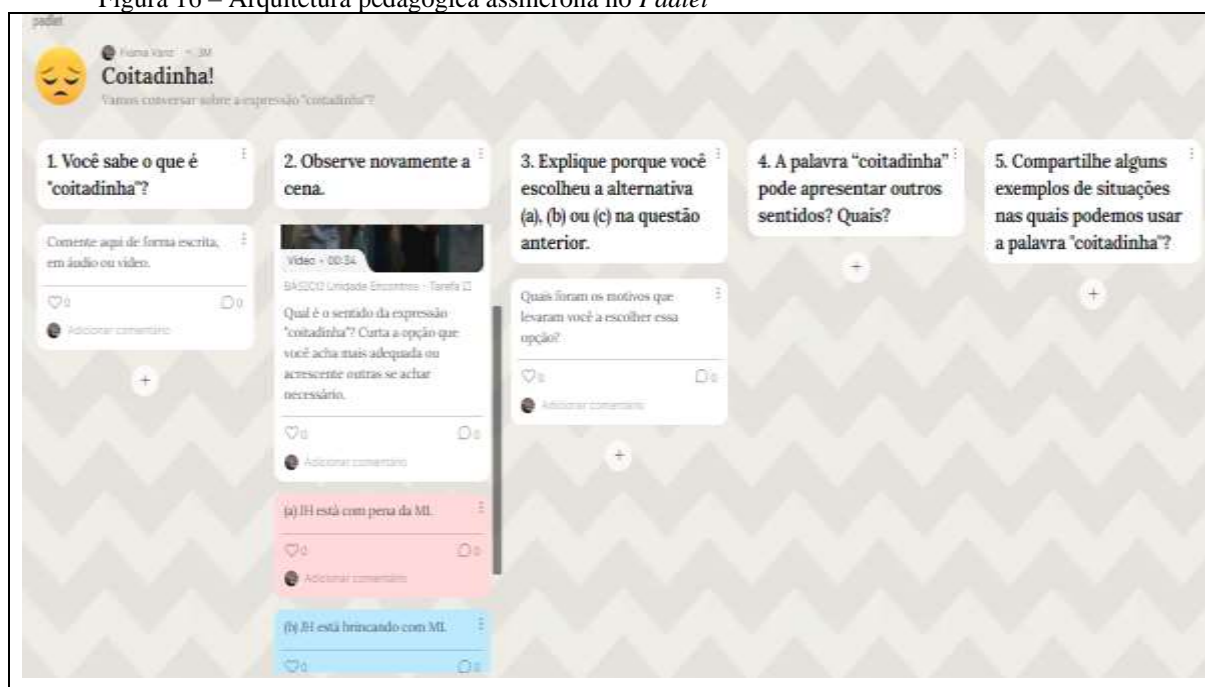 Figura 16 – Arquitetura pedagógica assíncrona no Padlet
padlet
3M
Coitadinha!
Vamos conversar sobre a expressão "coitadinha"?
1. Você sabe o que é
"coitadinha"?
Comente aqui de forma escrita,
em áudio ou vídeo.
0 0
Adicionar comentário
+
2. Observe novamente a
cena.
Vídeo - 00:34
BÁSICO2 Unidade Encontros - Tarefa
Qual é o sentido da expressão
"coitadinha"? Curta a opção que
você acha mais adequada ou
acrescente outras se achar
necessário.
0 0
Adicionar comentário
(a) JH está com pena da ML.
0 0
Adicionar comentário
(b) JH está brincando com ML.
0 0
3. Explique porque você
escolheu a alternativa
(a), (b) ou (c) na questão
anterior.
Quais foram os motivos que
levaram você a escolher essa
opção?
0 0
Adicionar comentário
+
4. A palavra “coitadinha”
pode apresentar outros
sentidos? Quais?
+
5. Compartilhe alguns
exemplos de situações
nas quais podemos usar
a palavra "coitadinha"?
+